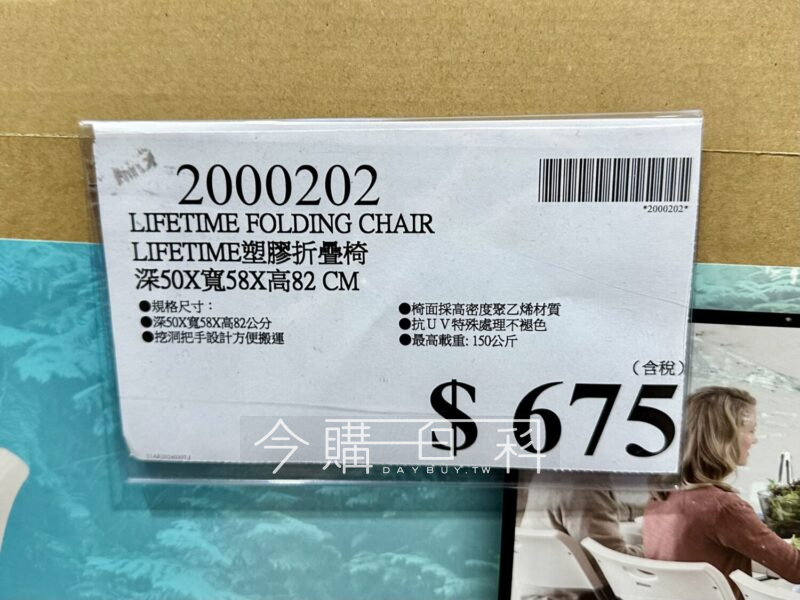 2000202
*2000202*
LIFETIME FOLDING CHAIR
LIFETIME塑膠折疊椅
深50X寬58X高82 CM
●規格尺寸：
●深50X寬58X高82公分
●挖洞把手設計方便搬運
●椅面採高密度聚乙烯材質
●抗ＵＶ特殊處理不褪色
●最高載重: 150公斤
（含稅）
$ 675
今購百科
DAYBUY.TW